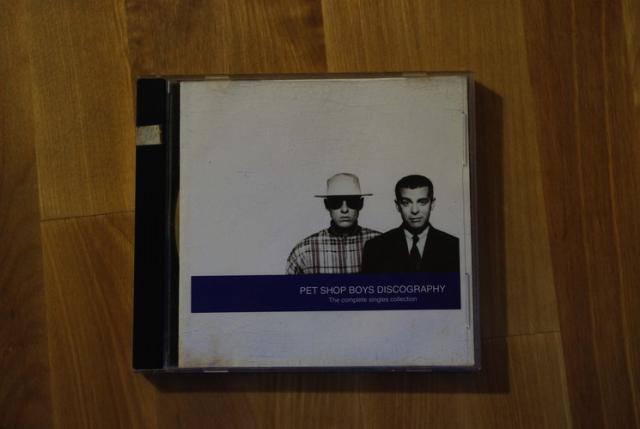 PET SHOP BOYS DISCOGRAPHY
The complete singles collection